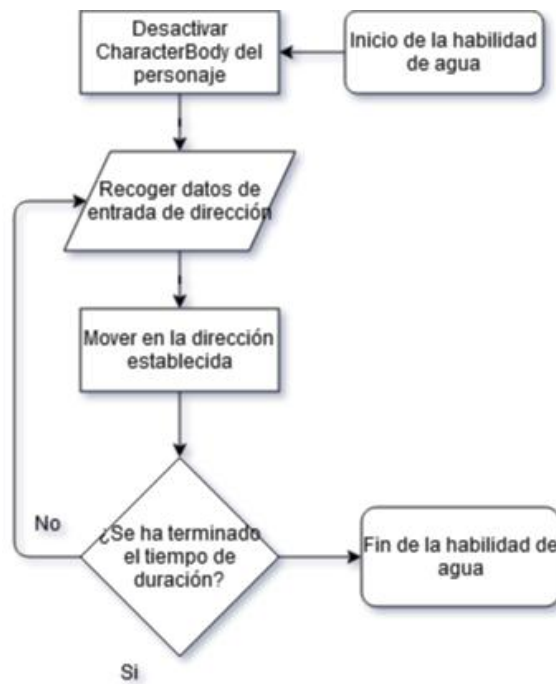 Desactivar
CharacterBody del
personaje
Inicio de la habilidad
de agua
Recoger datos de
entrada de dirección
Mover en la dirección
establecida
¿Se ha terminado
el tiempo de
duración?
No
Fin de la habilidad de
agua
Si